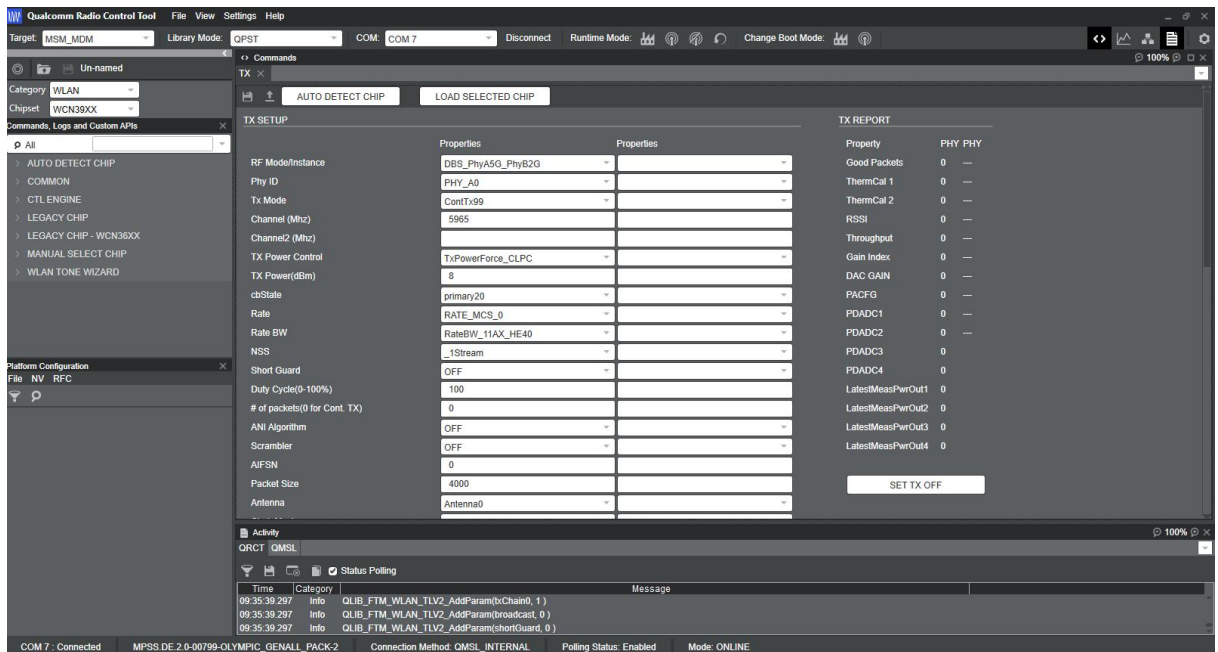 Qualcomm Radio Control Tool File View Settings Help
Target: MSM_MDM Library Mode: QPST COM: COM 7 Disconnect Runtime Mode: Change Boot Mode:
Un-named
Category WLAN
Chipset WCN39XX
Commands, Logs and Custom APIs
All
AUTO DETECT CHIP
COMMON
CTL ENGINE
LEGACY CHIP
LEGACY CHIP - WCN36XX
MANUAL SELECT CHIP
WLAN TONE WIZARD
Platform Configuration
File NV RFC
Commands 100%
TX
AUTO DETECT CHIP LOAD SELECTED CHIP
TX SETUP
Properties Properties
RF Mode/Instance DBS_PhyA5G_PhyB2G
Phy ID PHY_A0
Tx Mode ContTx99
Channel (Mhz) 5965
Channel2 (Mhz)
TX Power Control TxPowerForce_CLPC
TX Power(dBm) 8
cbState primary20
Rate RATE_MCS_0
Rate BW RateBW_11AX_HE40
NSS _1Stream
Short Guard OFF
Duty Cycle(0-100%) 100
# of packets(0 for Cont. TX) 0
ANI Algorithm OFF
Scrambler OFF
AIFSN 0
Packet Size 4000
Antenna Antenna0
TX REPORT
Property PHY PHY
Good Packets 0 ---
ThermCal 1 0 ---
ThermCal 2 0 ---
RSSI 0 ---
Throughput 0 ---
Gain Index 0 ---
DAC GAIN 0 ---
PACFG 0 ---
PDADC1 0 ---
PDADC2 0 ---
PDADC3 0
PDADC4 0
LatestMeasPwrOut1 0
LatestMeasPwrOut2 0
LatestMeasPwrOut3 0
LatestMeasPwrOut4 0
SET TX OFF
Activity 100%
QRCT QMSL
Status Polling
Time Category Message
09:35:39.297 Info QLIB_FTM_WLAN_TLV2_AddParam(txChain0, 1 )
09:35:39.297 Info QLIB_FTM_WLAN_TLV2_AddParam(broadcast, 0 )
09:35:39.297 Info QLIB_FTM_WLAN_TLV2_AddParam(shortGuard, 0 )
COM 7 : Connected MPSS.DE.2.0-00799-OLYMPIC_GENALL_PACK-2 Connection Method: QMSL_INTERNAL Polling Status: Enabled Mode: ONLINE